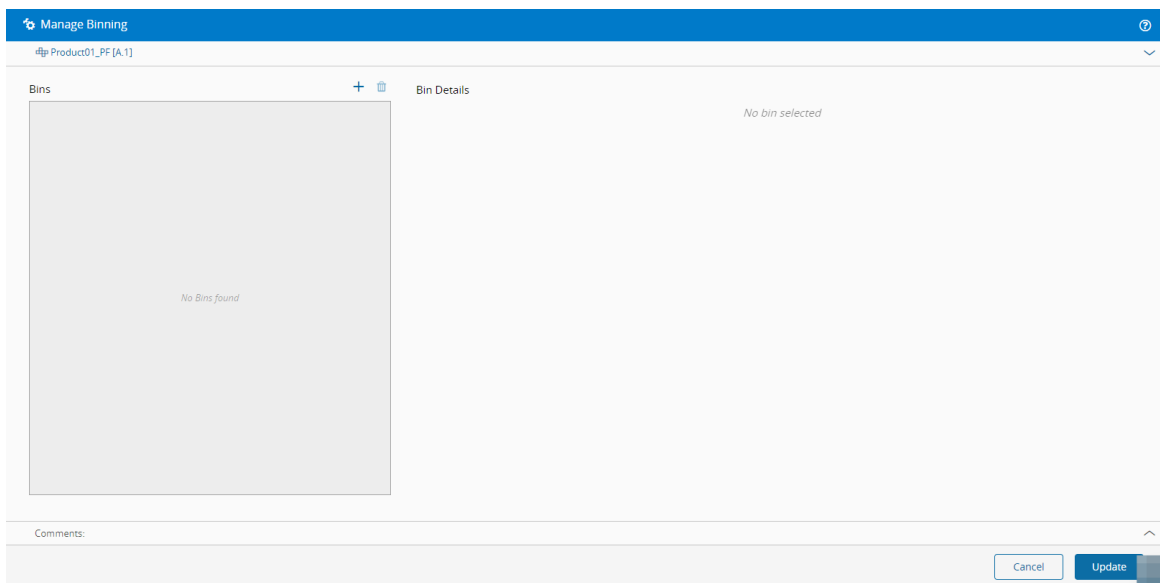 Manage Binning
Product01_PF [A.1]
Bins
Bin Details
No bin selected
No Bins found
Comments:
Cancel
Update